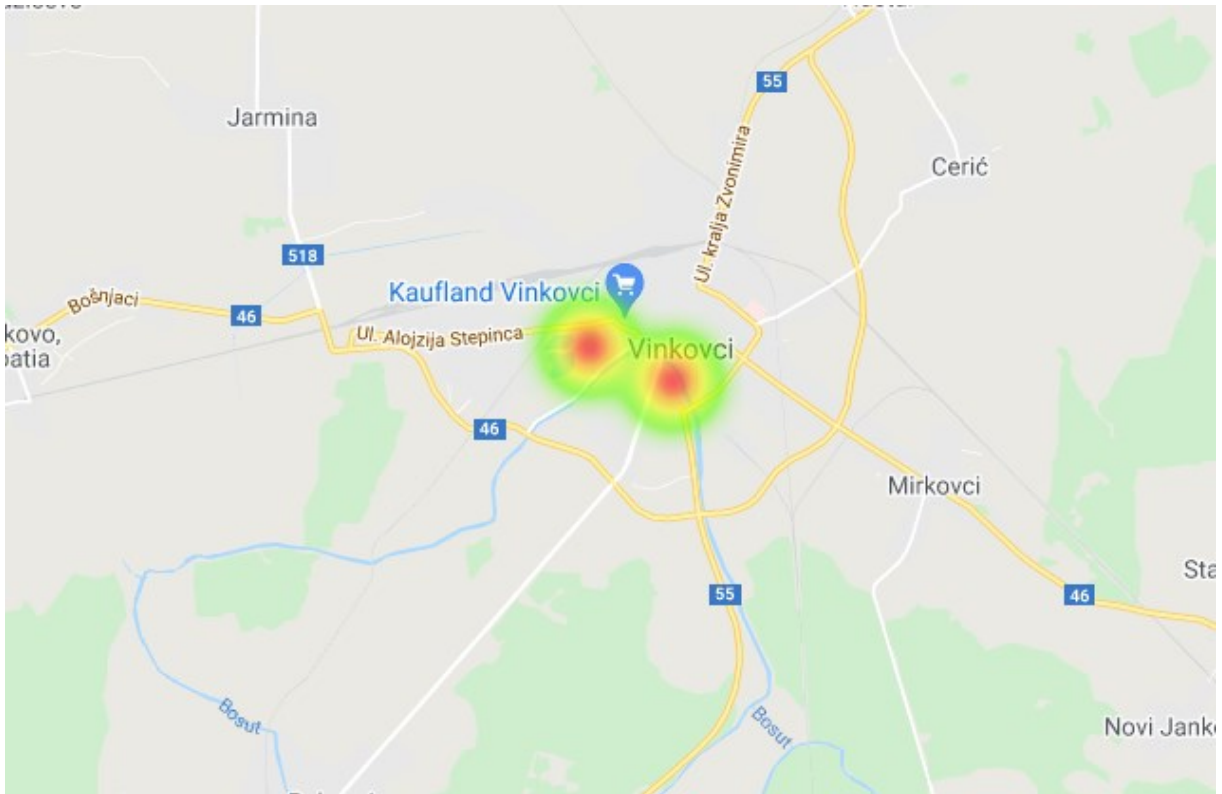 Jarmina
55
Ul. kralja Zvonimira
Cerić
518
Bošnjaci
46
Kaufland Vinkovci
Ul. Alojzija Stepinca
kovo,
oatia
Vinkovci
46
Mirkovci
55
46
Sta
Bosut
Bosut
Novi Janko